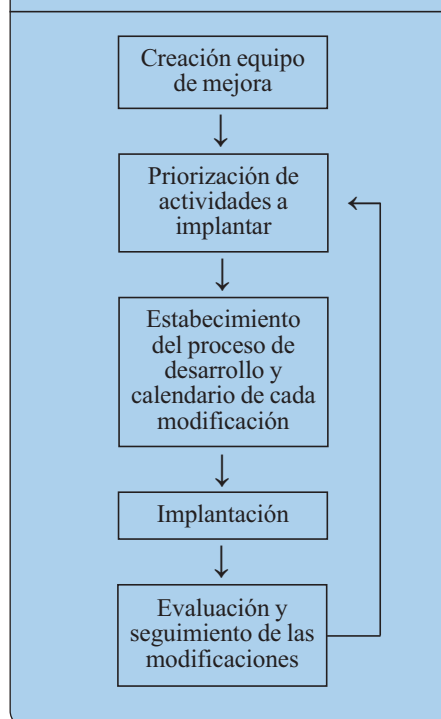 Creación equipo
de mejora
Priorización de
actividades a
implantar
Estabecimiento
del proceso de
desarrollo y
calendario de cada
modificación
Implantación
Evaluación y
seguimiento de las
modificaciones